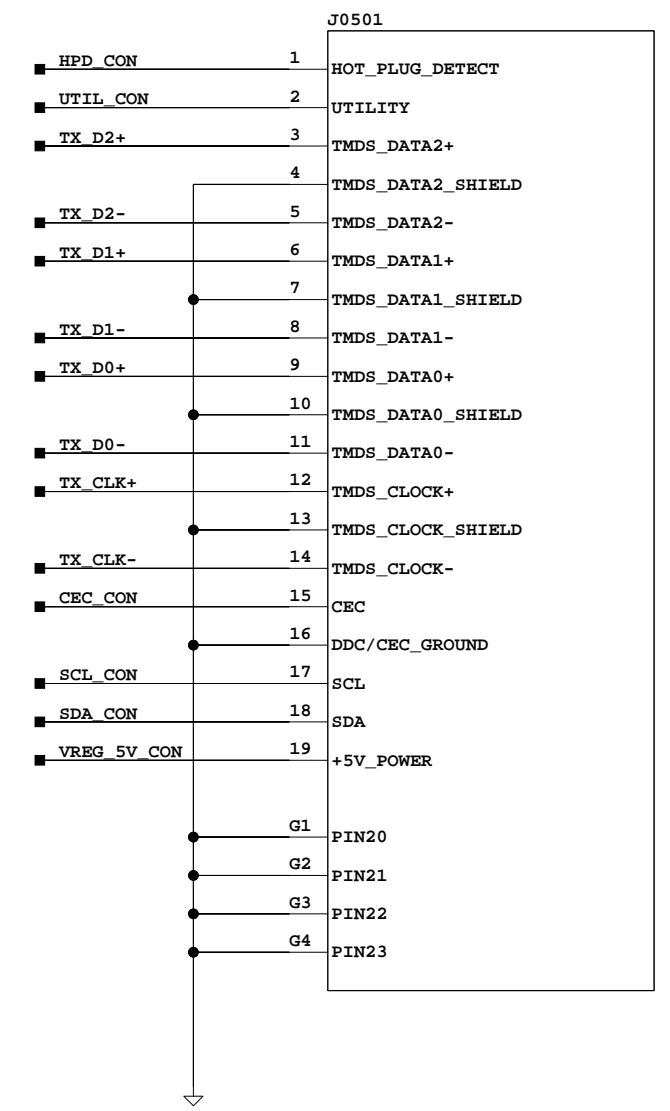 J0501
HPD_CON 1 HOT_PLUG_DETECT
UTIL_CON 2 UTILITY
TX_D2+ 3 TMDS_DATA2+
4 TMDS_DATA2_SHIELD
TX_D2- 5 TMDS_DATA2-
TX_D1+ 6 TMDS_DATA1+
7 TMDS_DATA1_SHIELD
TX_D1- 8 TMDS_DATA1-
TX_D0+ 9 TMDS_DATA0+
10 TMDS_DATA0_SHIELD
TX_D0- 11 TMDS_DATA0-
TX_CLK+ 12 TMDS_CLOCK+
13 TMDS_CLOCK_SHIELD
TX_CLK- 14 TMDS_CLOCK-
CEC_CON 15 CEC
16 DDC/CEC_GROUND
SCL_CON 17 SCL
SDA_CON 18 SDA
VREG_5V_CON 19 +5V_POWER
G1 PIN20
G2 PIN21
G3 PIN22
G4 PIN23